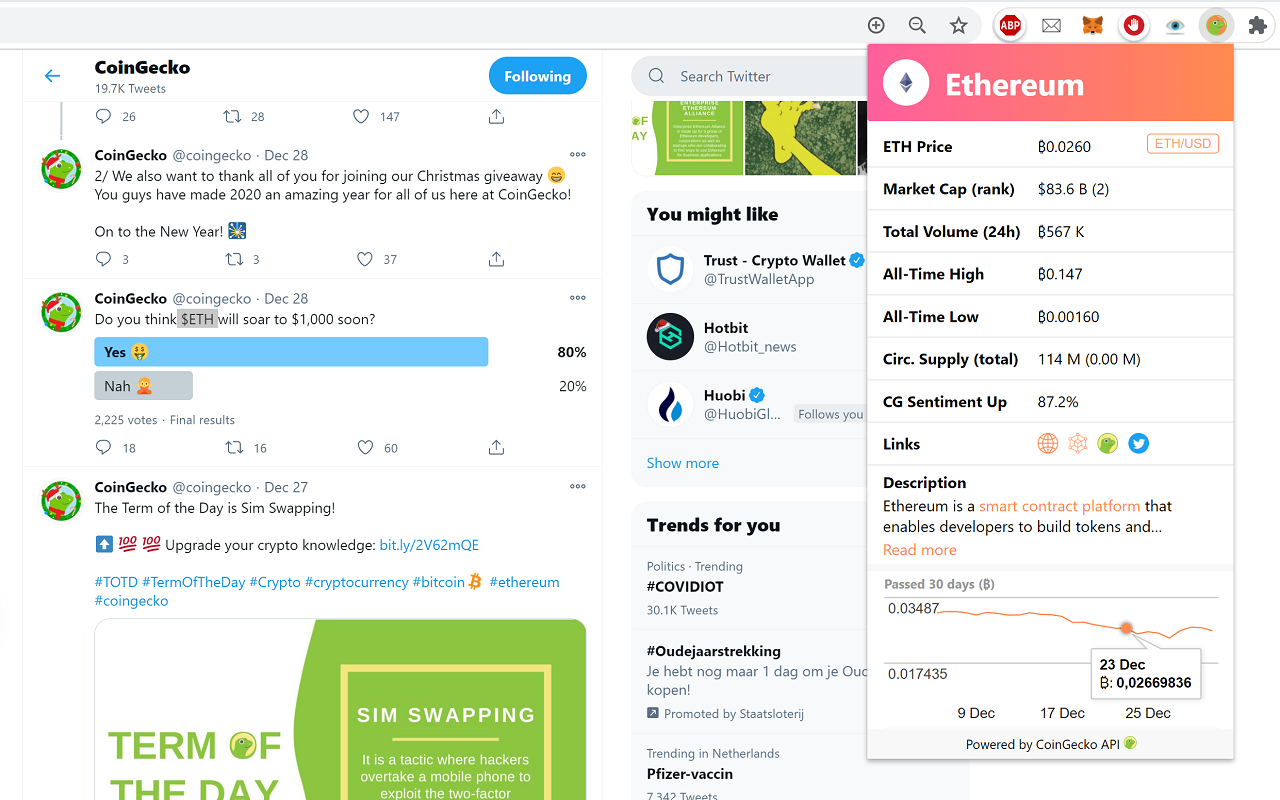 ABP
CoinGecko
19.7K Tweets
Following
26 28 147
CoinGecko @coingecko · Dec 28
2/ We also want to thank all of you for joining our Christmas giveaway 😁
You guys have made 2020 an amazing year for all of us here at CoinGecko!
On to the New Year! 🎆
3 3 37
CoinGecko @coingecko · Dec 28
Do you think $ETH will soar to $1,000 soon?
Yes 🤑 80%
Nah 🙅 20%
2,225 votes · Final results
18 16 60
CoinGecko @coingecko · Dec 27
The Term of the Day is Sim Swapping!
⬆️ 💯 💯 Upgrade your crypto knowledge: bit.ly/2V62mQE
#TOTD #TermOfTheDay #Crypto #cryptocurrency #bitcoin #ethereum
#coingecko
TERM OF
THE DAY
SIM SWAPPING
It is a tactic where hackers
overtake a mobile phone to
exploit the two-factor
Search Twitter
OF
AY
ENTERPRISE
ETHEREUM
ALLIANCE
You might like
Trust - Crypto Wallet
@TrustWalletApp
Hotbit
@Hotbit_news
Huobi
@HuobiGl... Follows you
Show more
Trends for you
Politics · Trending
#COVIDIOT
30.1K Tweets
#Oudejaarstrekking
Je hebt nog maar 1 dag om je Oud
kopen!
Promoted by Staatsloterij
Trending in Netherlands
Pfizer-vaccin
7,342 Tweets
Ethereum
ETH Price ₿0.0260 ETH/USD
Market Cap (rank) $83.6 B (2)
Total Volume (24h) ₿567 K
All-Time High ₿0.147
All-Time Low ₿0.00160
Circ. Supply (total) 114 M (0.00 M)
CG Sentiment Up 87.2%
Links
Description
Ethereum is a smart contract platform that
enables developers to build tokens and...
Read more
Passed 30 days (₿)
0.03487
0.017435
23 Dec
₿: 0,02669836
9 Dec 17 Dec 25 Dec
Powered by CoinGecko API